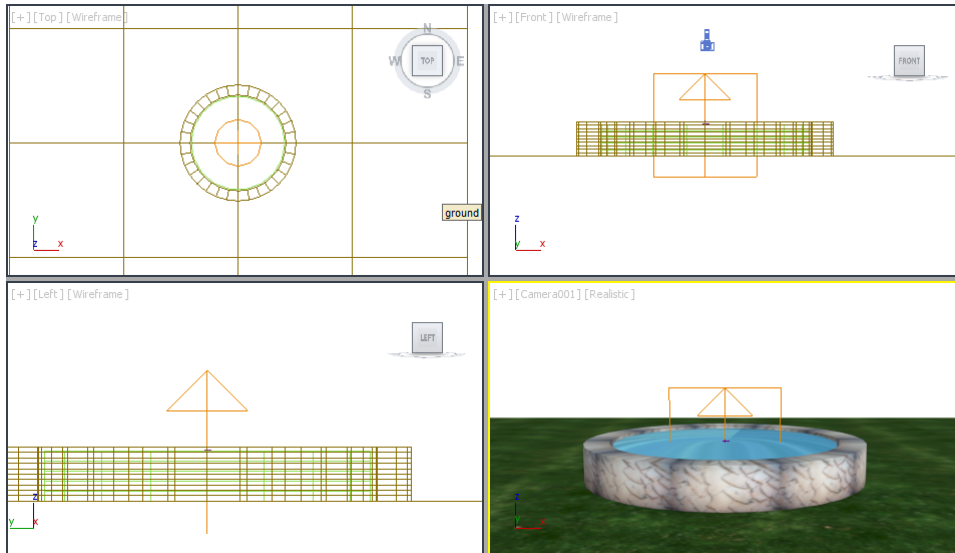 [+] [Top] [Wireframe]
N
W TOP E
S
ground
y
z x
[+] [Front] [Wireframe]
FRONT
z
y x
[+] [Left] [Wireframe]
LEFT
z
y x
[+] [Camera001] [Realistic]
z
y x